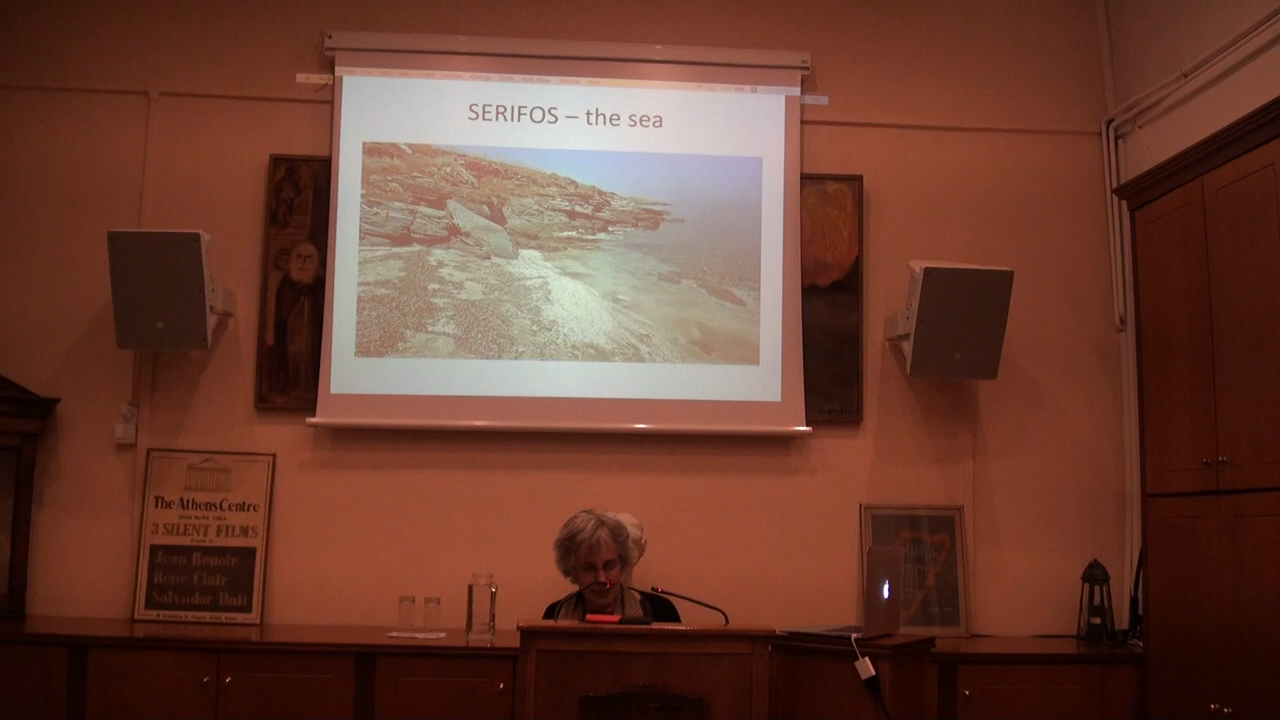 SERIFOS – the sea
The Athens Centre
3 SILENT FILMS
Jean Renoir
Rene Clair
Salvador Dali